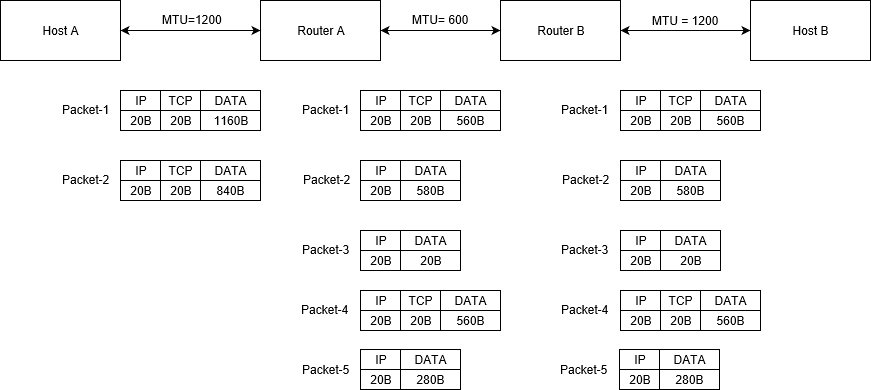 MTU=1200 MTU= 600 MTU = 1200
Host A Router A Router B Host B
IP TCP DATA IP TCP DATA IP TCP DATA
Packet-1 Packet-1 Packet-1
20B 20B 1160B 20B 20B 560B 20B 20B 560B
IP TCP DATA IP DATA IP DATA
Packet-2 Packet-2 Packet-2
20B 20B 840B 20B 580B 20B 580B
IP DATA IP DATA
Packet-3 Packet-3
20B 20B 20B 20B
IP TCP DATA IP TCP DATA
Packet-4 Packet-4
20B 20B 560B 20B 20B 560B
IP DATA IP DATA
Packet-5 Packet-5
20B 280B 20B 280B